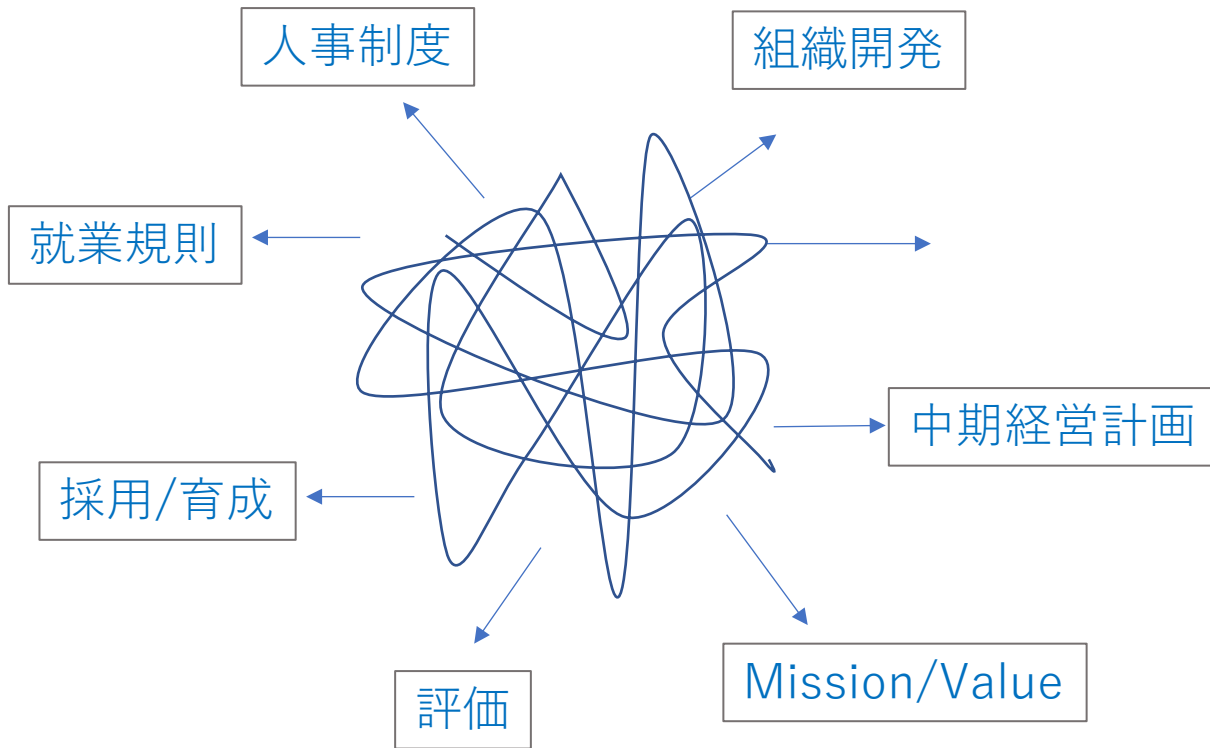 人事制度
組織開発
就業規則
中期経営計画
採用/育成
Mission/Value
評価